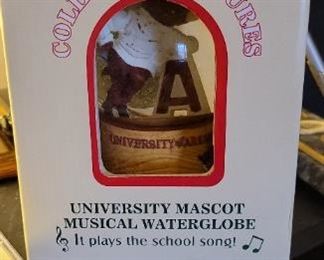 COLL
URES
A
UNIVERSITY
UNIVERSITY MASCOT
MUSICAL WATERGLOBE
It plays the school song!